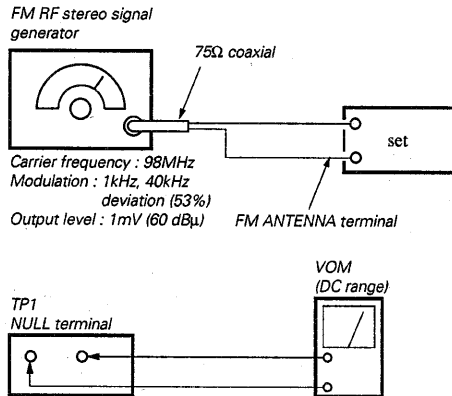 FM RF stereo signal
generator
75Ω coaxial
set
Carrier frequency : 98MHz
Modulation : 1kHz, 40kHz
deviation (53%)
Output level : 1mV (60 dBμ)
FM ANTENNA terminal
TP1
NULL terminal
VOM
(DC range)